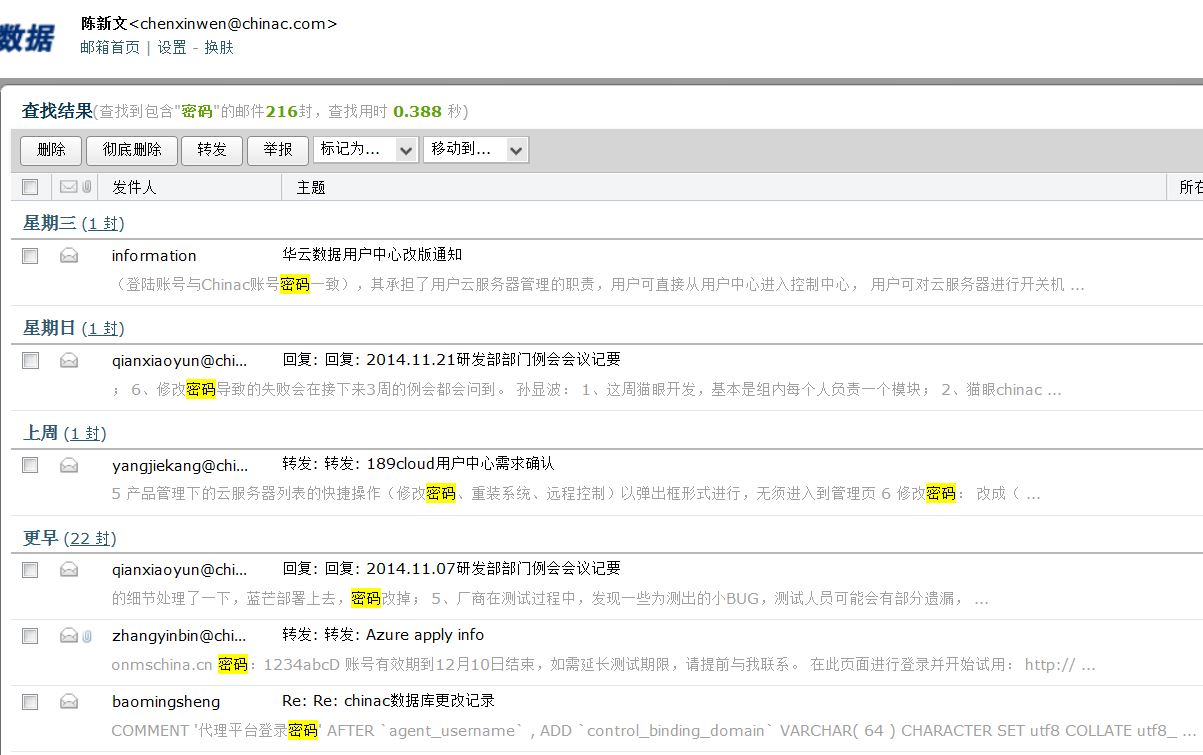 数据
陈新文<chenxinwen@chinac.com>
邮箱首页 | 设置 - 换肤
查找结果(查找到包含"密码"的邮件216封，查找用时 0.388 秒)
删除 彻底删除 转发 举报 标记为... 移动到...
发件人 主题 所在
星期三 (1 封)
information 华云数据用户中心改版通知
（登陆账号与Chinac账号密码一致），其承担了用户云服务器管理的职责，用户可直接从用户中心进入控制中心， 用户可对云服务器进行开关机 ...
星期日 (1 封)
qianxiaoyun@chi... 回复: 回复: 2014.11.21研发部部门例会会议记要
； 6、修改密码导致的失败会在接下来3周的例都会问到。 孙显波： 1、这周猫眼开发，基本是组内每个人负责一个模块； 2、猫眼chinac ...
上周 (1 封)
yangjiekang@chi... 转发: 转发: 189cloud用户中心需求确认
5 产品管理下的云服务器列表的快捷操作（修改密码、重装系统、远程控制）以弹出框形式进行，无须进入到管理页 6 修改密码： 改成（ ...
更早 (22 封)
qianxiaoyun@chi... 回复: 回复: 2014.11.07研发部部门例会会议记要
的细节处理了一下，蓝芒部署上去，密码改掉； 5、厂商在测试过程中，发现一些为测出的小BUG，测试人员可能会有部分遗漏， ...
zhangyinbin@chi... 转发: 转发: Azure apply info
onmschina.cn 密码：1234abcD 账号有效期到12月10日结束，如需延长测试期限，请提前与我联系。 在此页面进行登录并开始试用： http:// ...
baomingsheng Re: Re: chinac数据库更改记录
COMMENT '代理平台登录密码' AFTER `agent_username` , ADD `control_binding_domain` VARCHAR( 64 ) CHARACTER SET utf8 COLLATE utf8_ ...